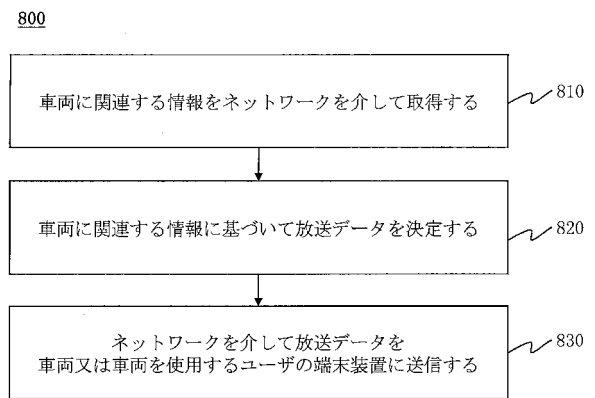 800
車両に関連する情報をネットワークを介して取得する
810
車両に関連する情報に基づいて放送データを決定する
820
ネットワークを介して放送データを
車両又は車両を使用するユーザの端末装置に送信する
830